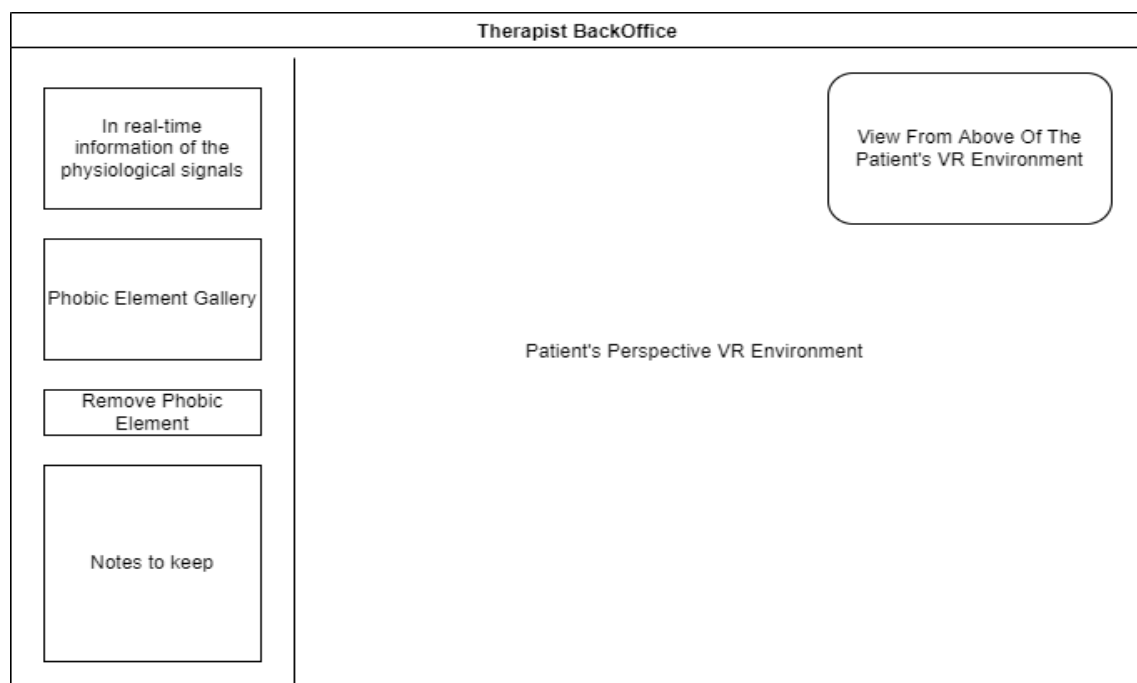 Therapist BackOffice
In real-time
information of the
physiological signals
Phobic Element Gallery
Remove Phobic
Element
Notes to keep
View From Above Of The
Patient's VR Environment
Patient's Perspective VR Environment